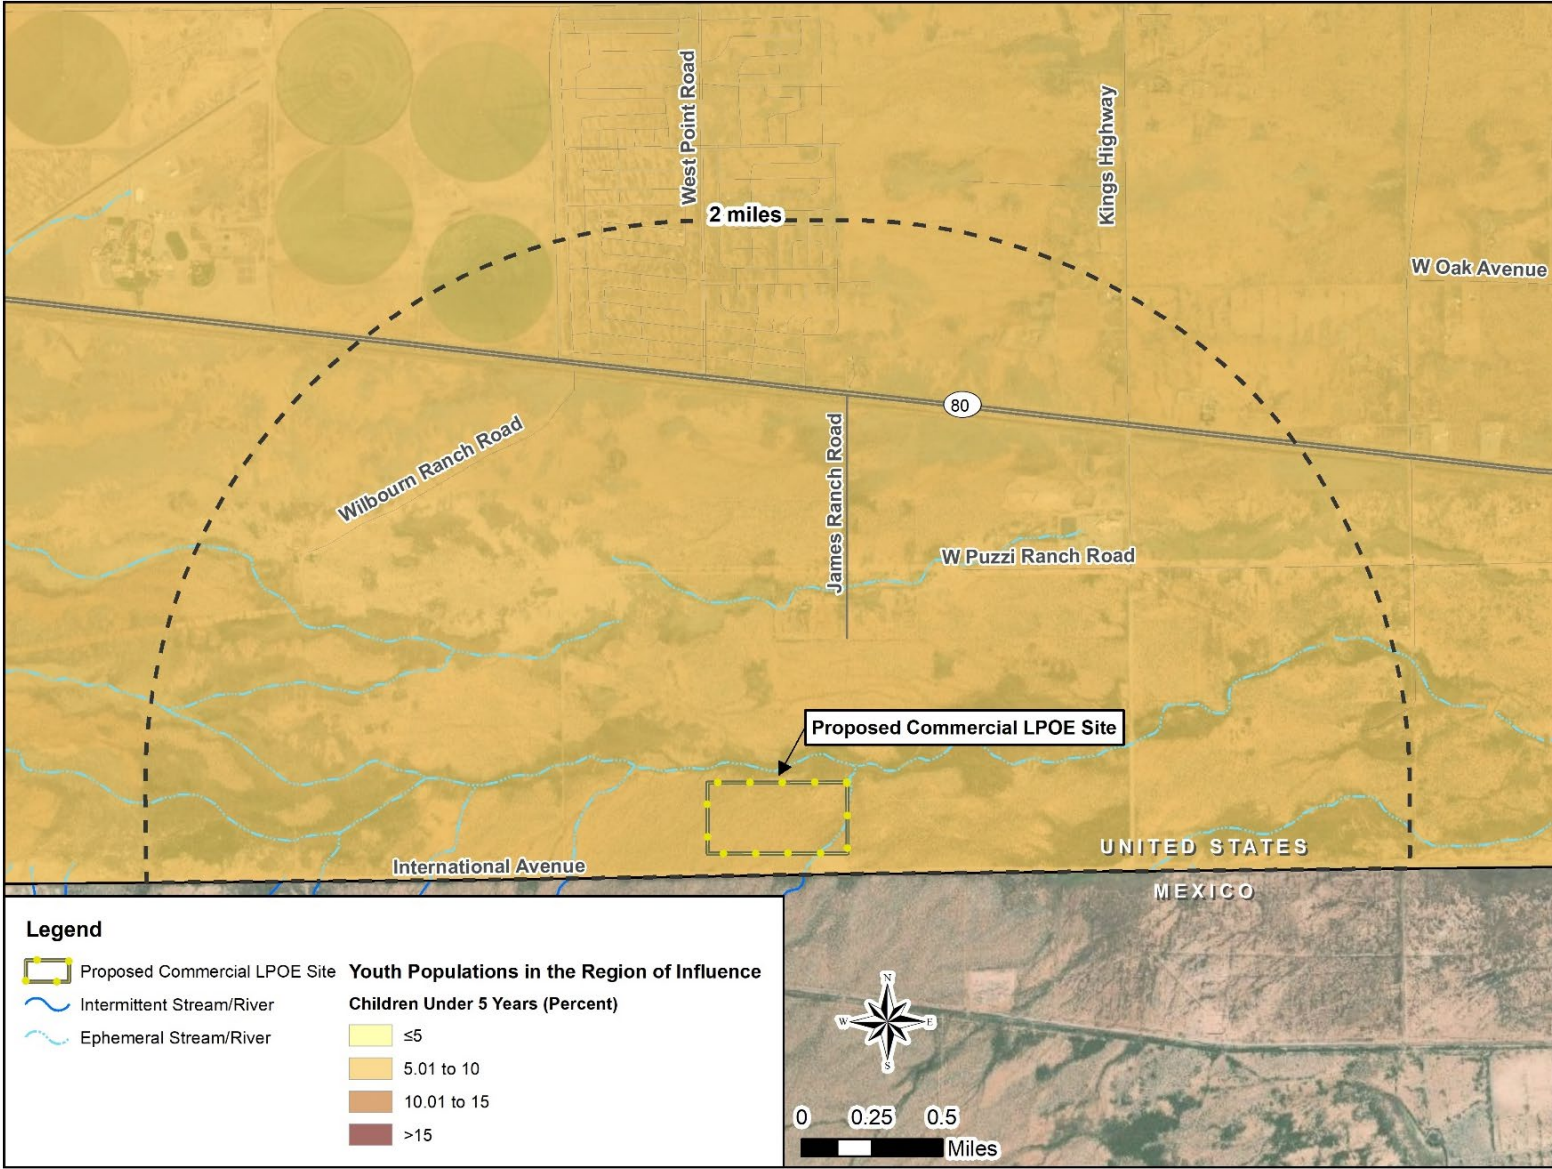 West Point Road
Kings Highway
2 miles
W Oak Avenue
80
Wilbourn Ranch Road
James Ranch Road
W Puzzi Ranch Road
Proposed Commercial LPOE Site
International Avenue
UNITED STATES
MEXICO
Legend
Proposed Commercial LPOE Site
Intermittent Stream/River
Ephemeral Stream/River
Youth Populations in the Region of Influence
Children Under 5 Years (Percent)
≤5
5.01 to 10
10.01 to 15
>15
N
W E
S
0 0.25 0.5
Miles